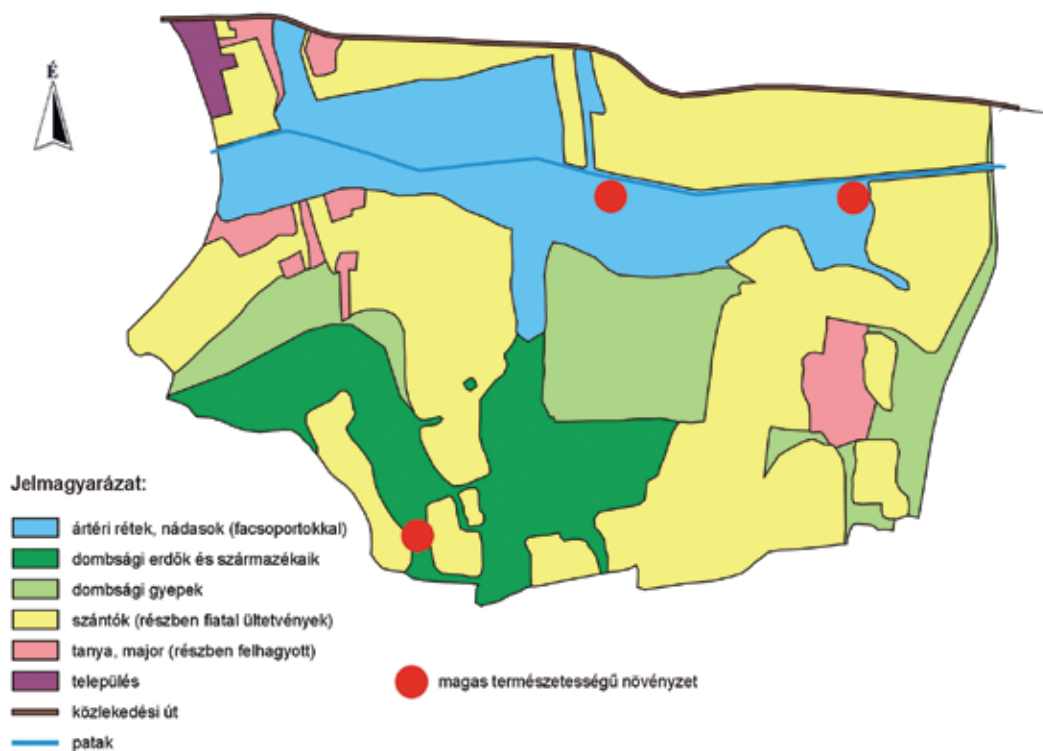 É
Jelmagyarázat:
ártéri rétek, nádasok (facsoportokkal)
dombsági erdők és származékaik
dombsági gyepek
szántók (részben fiatal ültetvények)
tanya, major (részben felhagyott)
település
közlekedési út
patak
magas természetességű növényzet